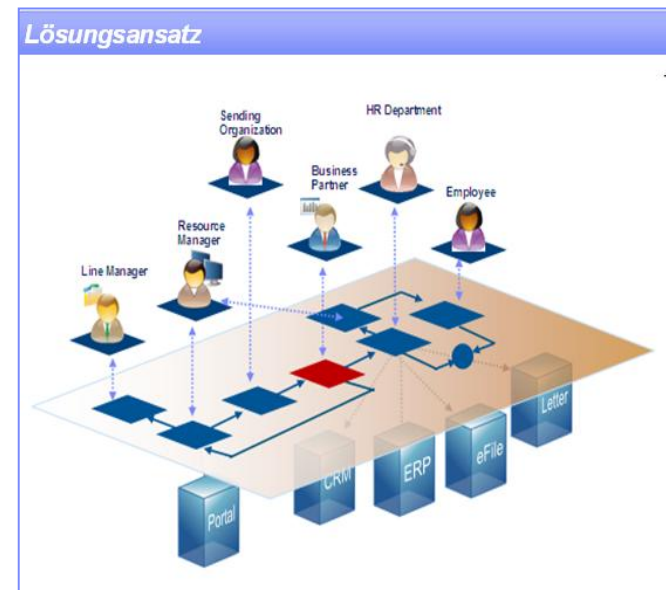 Lösungsansatz
Sending
Organization
HR Department
Business
Partner
Employee
Resource
Manager
Line Manager
Letter
eFile
ERP
CRM
Portal